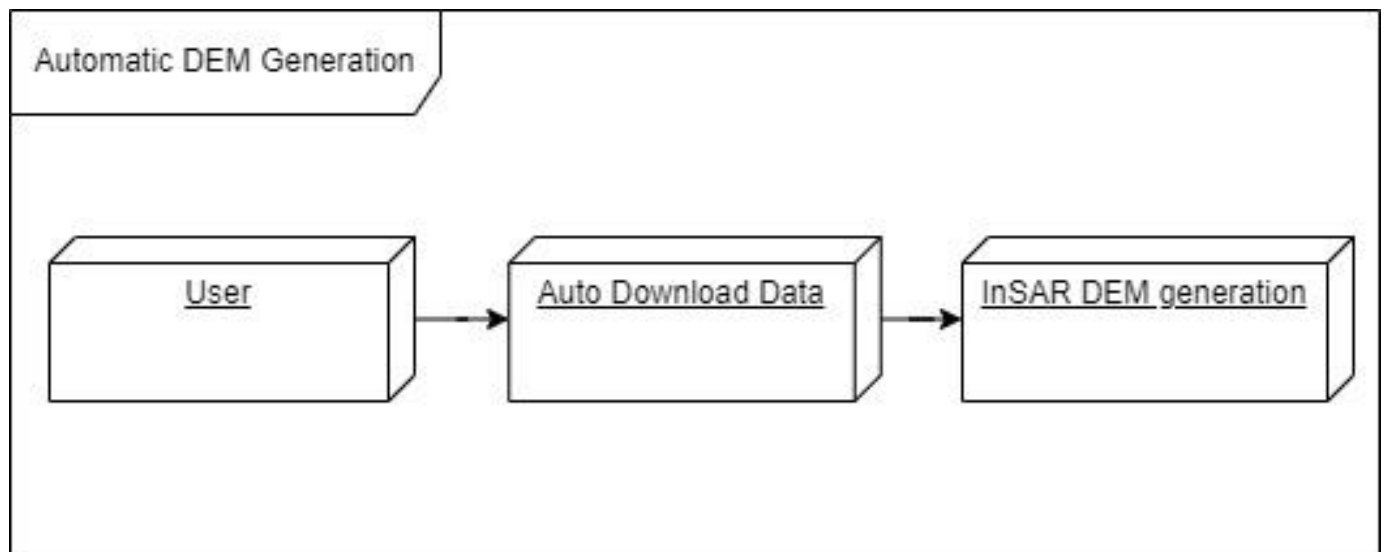 Automatic DEM Generation
User
Auto Download Data
InSAR DEM generation